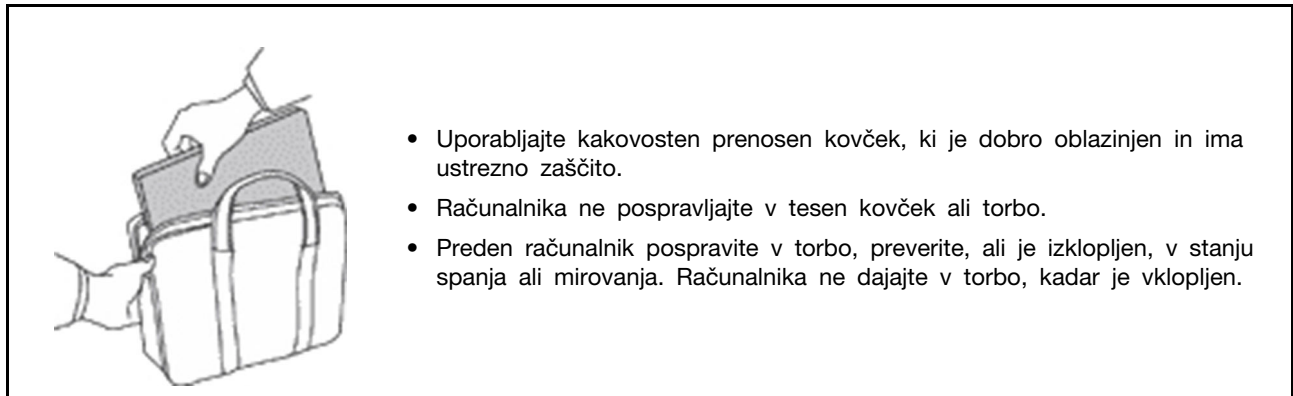 • Uporabljajte kakovosten prenosen kovček, ki je dobro oblazinjen in ima
ustrezno zaščito.
• Računalnika ne pospravljajte v tesen kovček ali torbo.
• Preden računalnik pospravite v torbo, preverite, ali je izklopljen, v stanju
spanja ali mirovanja. Računalnika ne dajajte v torbo, kadar je vklopljen.